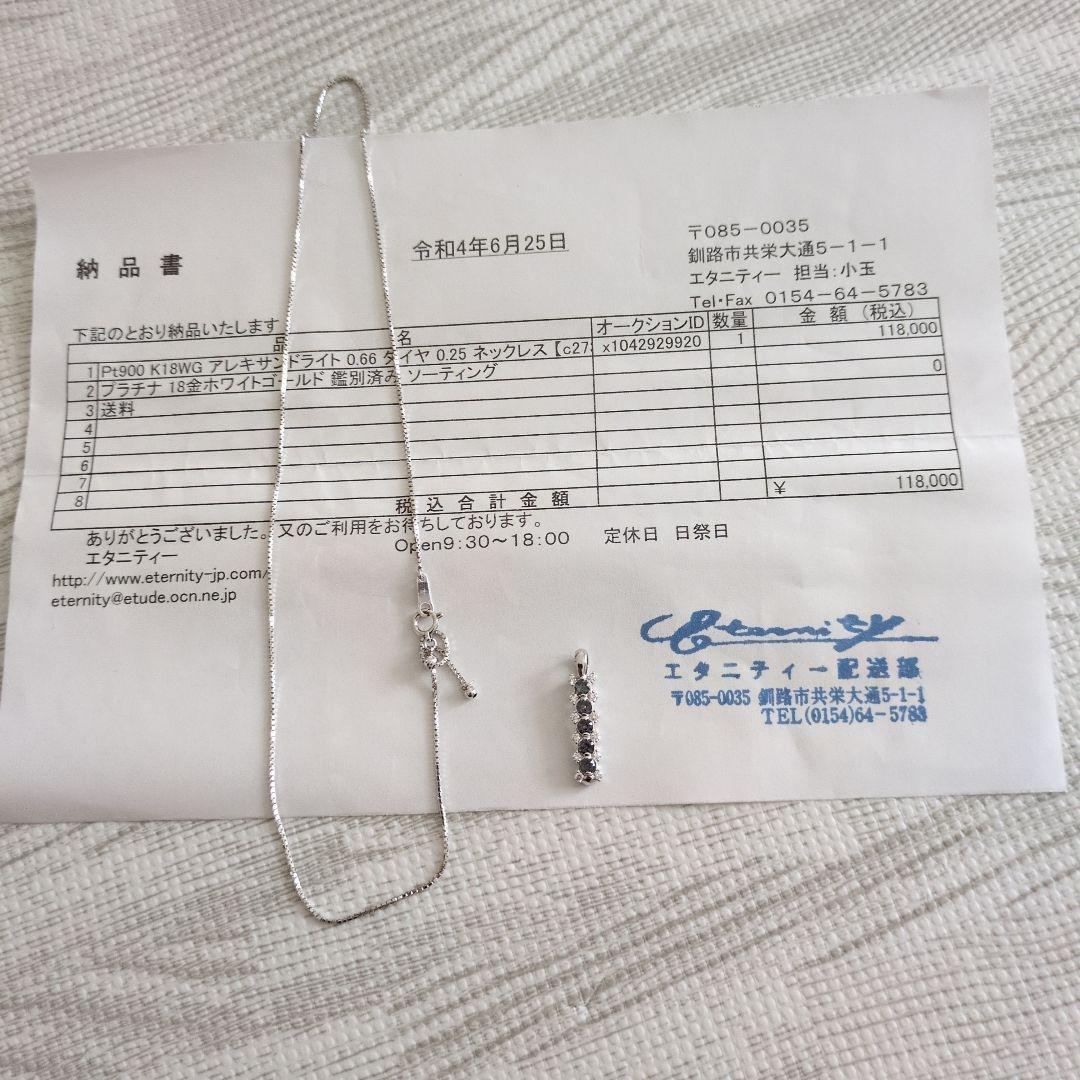 納品書
令和4年6月25日
〒085-0035
釧路市共栄大通5-1-1
エタニティー 担当:小玉
Tel・Fax 0154-64-5783
下記のとおり納品いたします
品 名 オークションID 数量 金額 (税込)
1 Pt900 K18WG アレキサンドライト 0.66 ダイヤ 0.25 ネックレス【c27. x1042929920 1 118,000
2 プラチナ 18金ホワイトゴールド 鑑別済み ソーティング 0
3 送料
4
5
6
7
8 税込合計金額 ¥ 118,000
ありがとうございました。又のご利用をお待ちしております。
エタニティー Open9:30~18:00 定休日 日祭日
http://www.eternity-jp.com/
eternity@etude.ocn.ne.jp
Eternity
エタニティー配送部
〒085-0035 釧路市共栄大通5-1-1
TEL(0154)64-5783